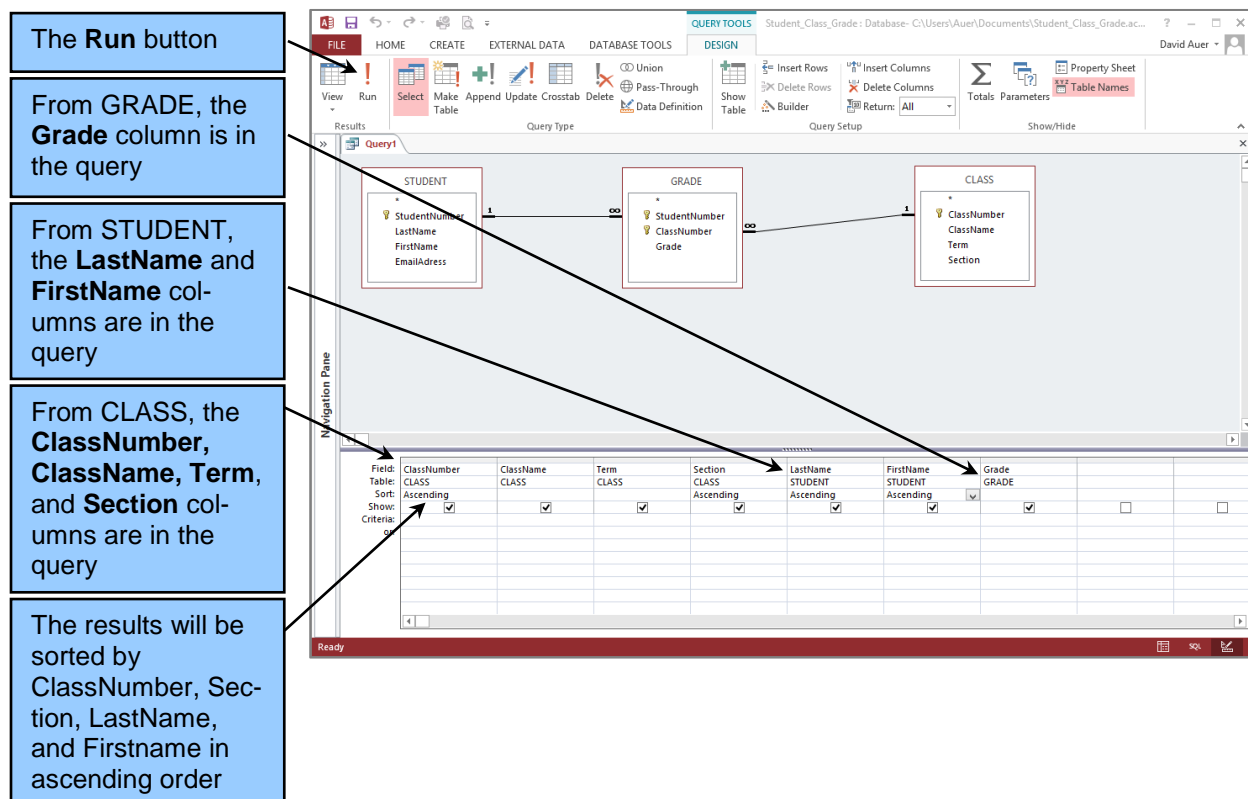 The Run button
From GRADE, the
Grade column is in
the query
From STUDENT,
the LastName and
FirstName col-
umns are in the
query
From CLASS, the
ClassNumber,
ClassName, Term,
and Section col-
umns are in the
query
The results will be
sorted by
ClassNumber, Sec-
tion, LastName,
and Firstname in
ascending order
QUERY TOOLS Student_Class_Grade : Database- C:\Users\Auer\Documents\Student_Class_Grade.ac...
FILE HOME CREATE EXTERNAL DATA DATABASE TOOLS DESIGN David Auer
View Run Select Make Table Append Update Crosstab Delete Union Pass-Through Data Definition Show Table Insert Rows Delete Rows Builder Insert Columns Delete Columns Return: All Totals Parameters Property Sheet Table Names
Results Query Type Query Setup Show/Hide
Query1
Navigation Pane
STUDENT
*
StudentNumber
LastName
FirstName
EmailAdress
1 ∞
GRADE
*
StudentNumber
ClassNumber
Grade
∞ 1
CLASS
*
ClassNumber
ClassName
Term
Section
Field: ClassNumber ClassName Term Section LastName FirstName Grade
Table: CLASS CLASS CLASS CLASS STUDENT STUDENT GRADE
Sort: Ascending Ascending Ascending Ascending
Show:
Criteria:
or:
Ready SQL